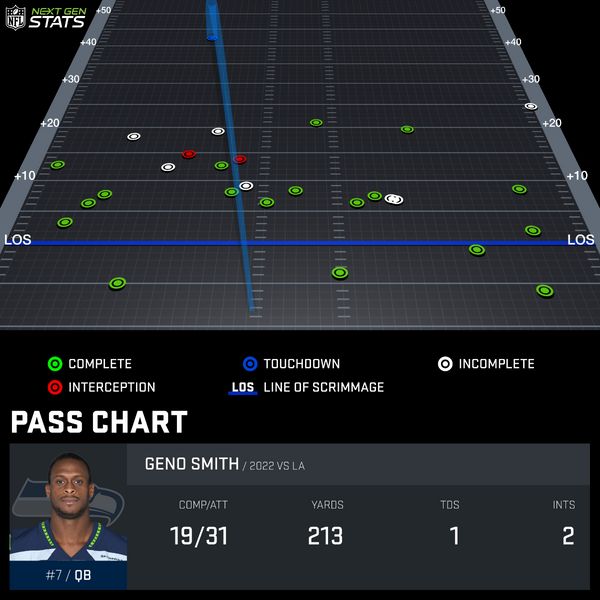 NFL NEXT GEN STATS
+50 +50
+40 +40
+30 +30
+20 +20
+10 +10
LOS LOS
COMPLETE TOUCHDOWN INCOMPLETE
INTERCEPTION LOS LINE OF SCRIMMAGE
PASS CHART
GENO SMITH / 2022 VS LA
COMP/ATT YARDS TDS INTS
19/31 213 1 2
#7 / QB